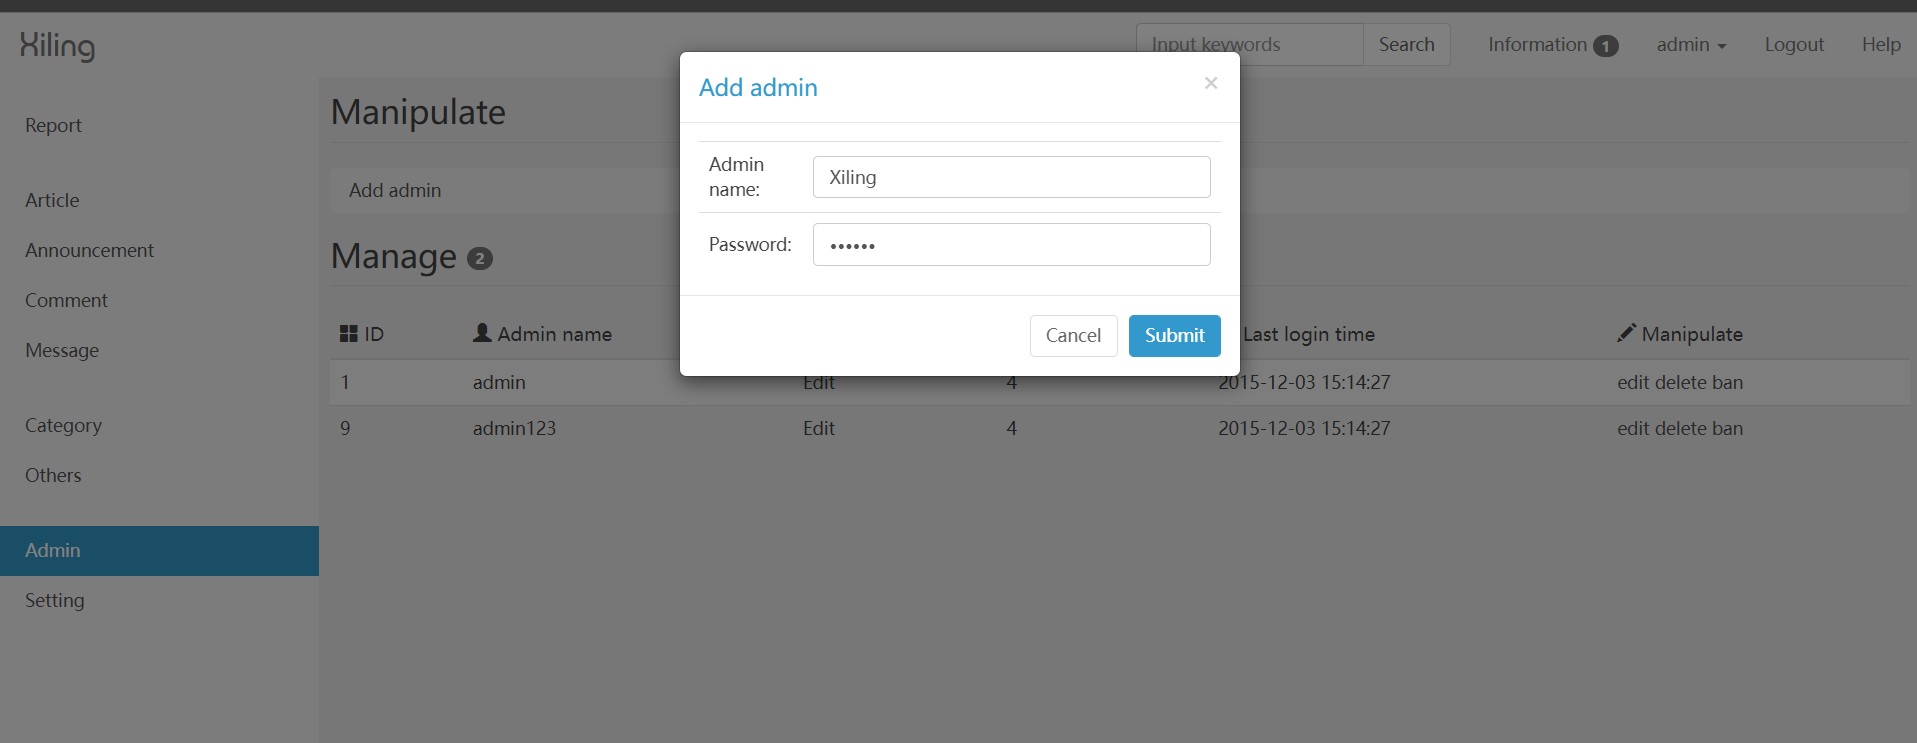 Xiling
Input keywords
Search
Information 1
admin
Logout
Help
Report
Article
Announcement
Comment
Message
Category
Others
Admin
Setting
Manipulate
Add admin
Manage 2
ID Admin name Last login time Manipulate
1 admin Edit 4 2015-12-03 15:14:27 edit delete ban
9 admin123 Edit 4 2015-12-03 15:14:27 edit delete ban
Add admin ×
Admin
name:
Xiling
Password:
••••••
Cancel Submit